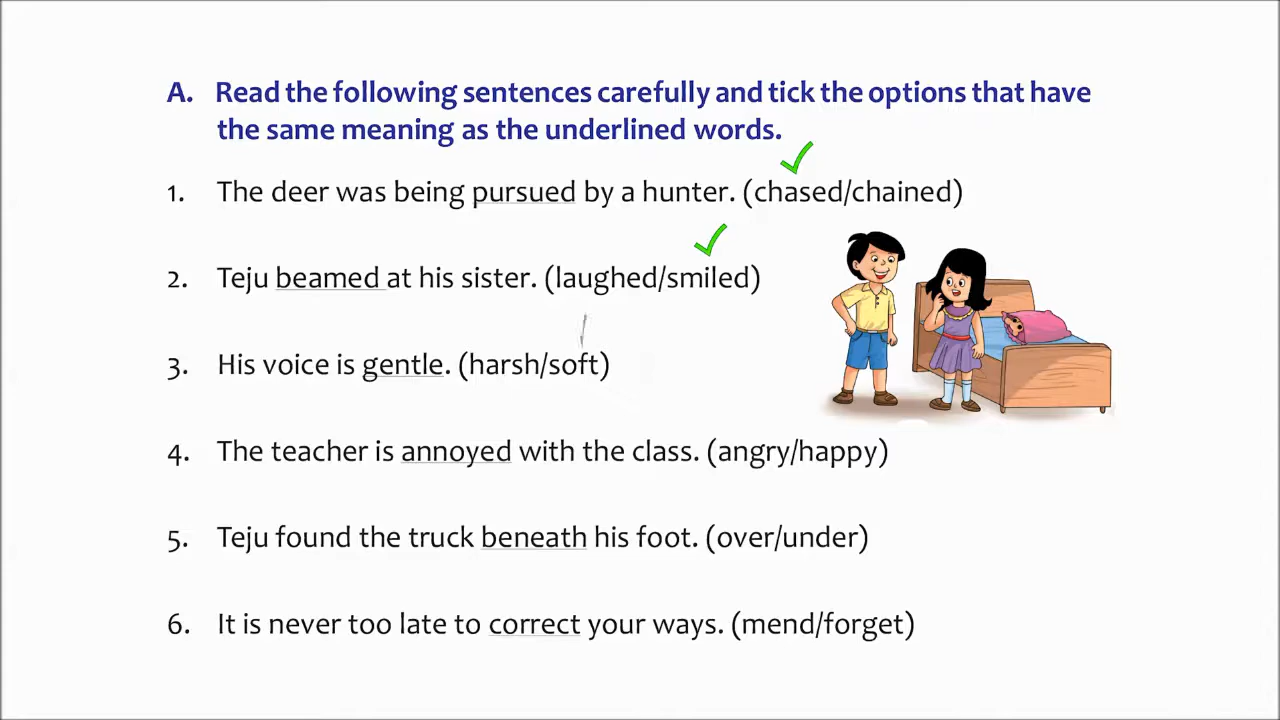 A. Read the following sentences carefully and tick the options that have
the same meaning as the underlined words.
1. The deer was being pursued by a hunter. (chased/chained)
2. Teju beamed at his sister. (laughed/smiled)
3. His voice is gentle. (harsh/soft)
4. The teacher is annoyed with the class. (angry/happy)
5. Teju found the truck beneath his foot. (over/under)
6. It is never too late to correct your ways. (mend/forget)